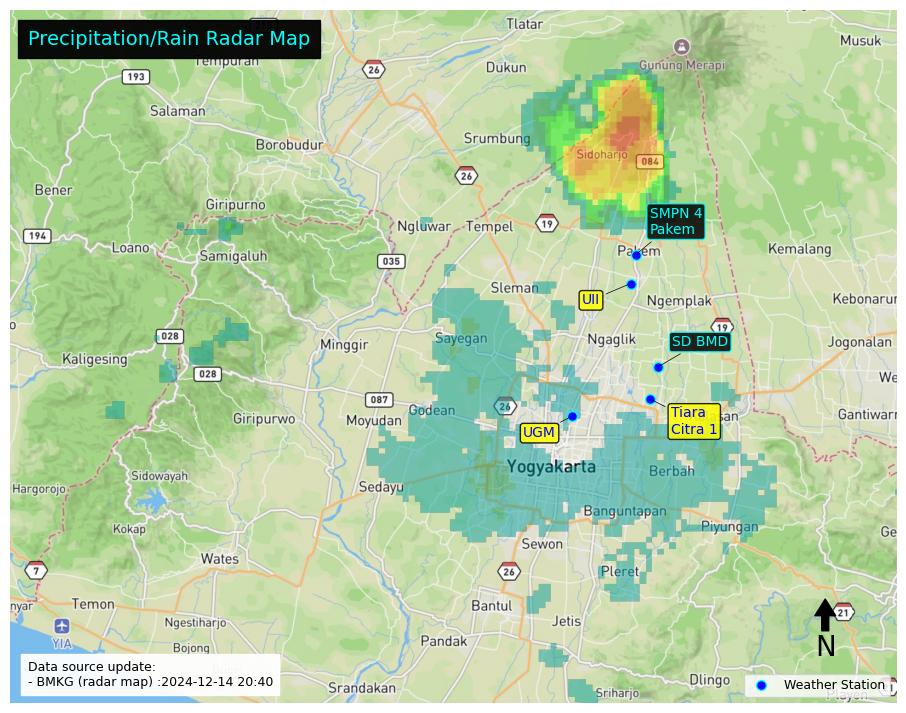 Precipitation/Rain Radar Map
Tlatar
Musuk
26
193
Tempuran
Dukun
Gunung Merapi
Salaman
Borobudur
Srumbung
Sidoharjo
084
26
Bener
Giripurno
194
Loano
Samigaluh
Ngluwar
Tempel
19
SMPN 4
Pakem
Pakem
Kemalang
035
Sleman
UII
Ngemplak
028
Minggir
Sayegan
Ngaglik
19
SD BMD
Jogonalan
Kaligesing
028
087
Giripurwo
Moyudan
Godean
26
UGM
Tiara
Citra 1
Yogyakarta
Berbah
Hargorojo
Sidowayah
Sedayu
Kokap
Banguntapan
Piyungan
Wates
Sewon
7
26
Pleret
Temon
Bantul
21
YIA
Ngestiharjo
Jetis
N
Bojong
Pandak
Data source update:
- BMKG (radar map) :2024-12-14 20:40
Srandakan
Sriharjo
Dlingo
Weather Station